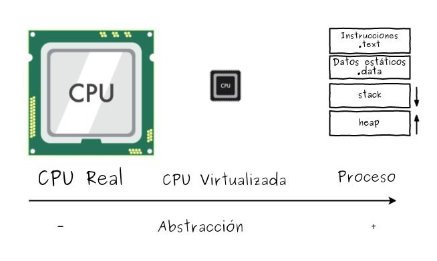 CPU
CPU
Instrucciones
.text
Datos estáticos
.data
stack
heap
CPU Real
CPU Virtualizada
Proceso
-
Abstracción
+